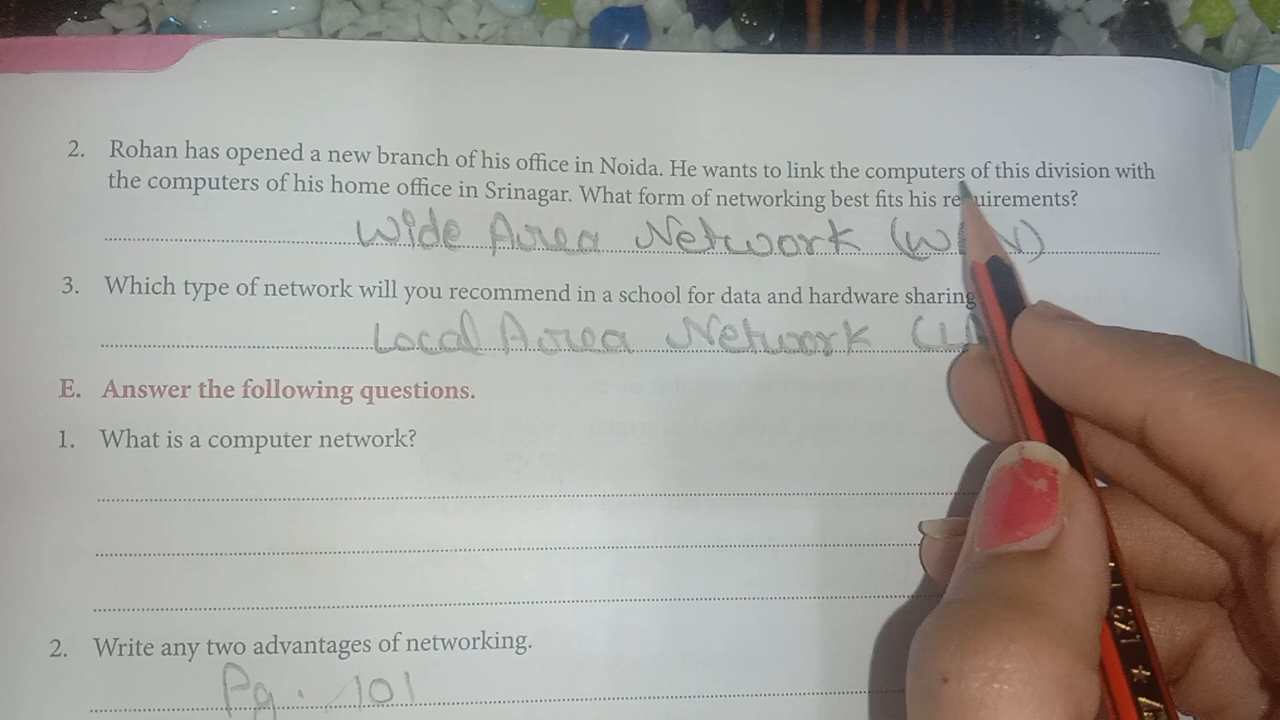 2. Rohan has opened a new branch of his office in Noida. He wants to link the computers of this division with
the computers of his home office in Srinagar. What form of networking best fits his requirements?
Wide Area Network (WAN)
3. Which type of network will you recommend in a school for data and hardware sharing
Local Area Network (LA
E. Answer the following questions.
1. What is a computer network?
2. Write any two advantages of networking.
Pg. 101